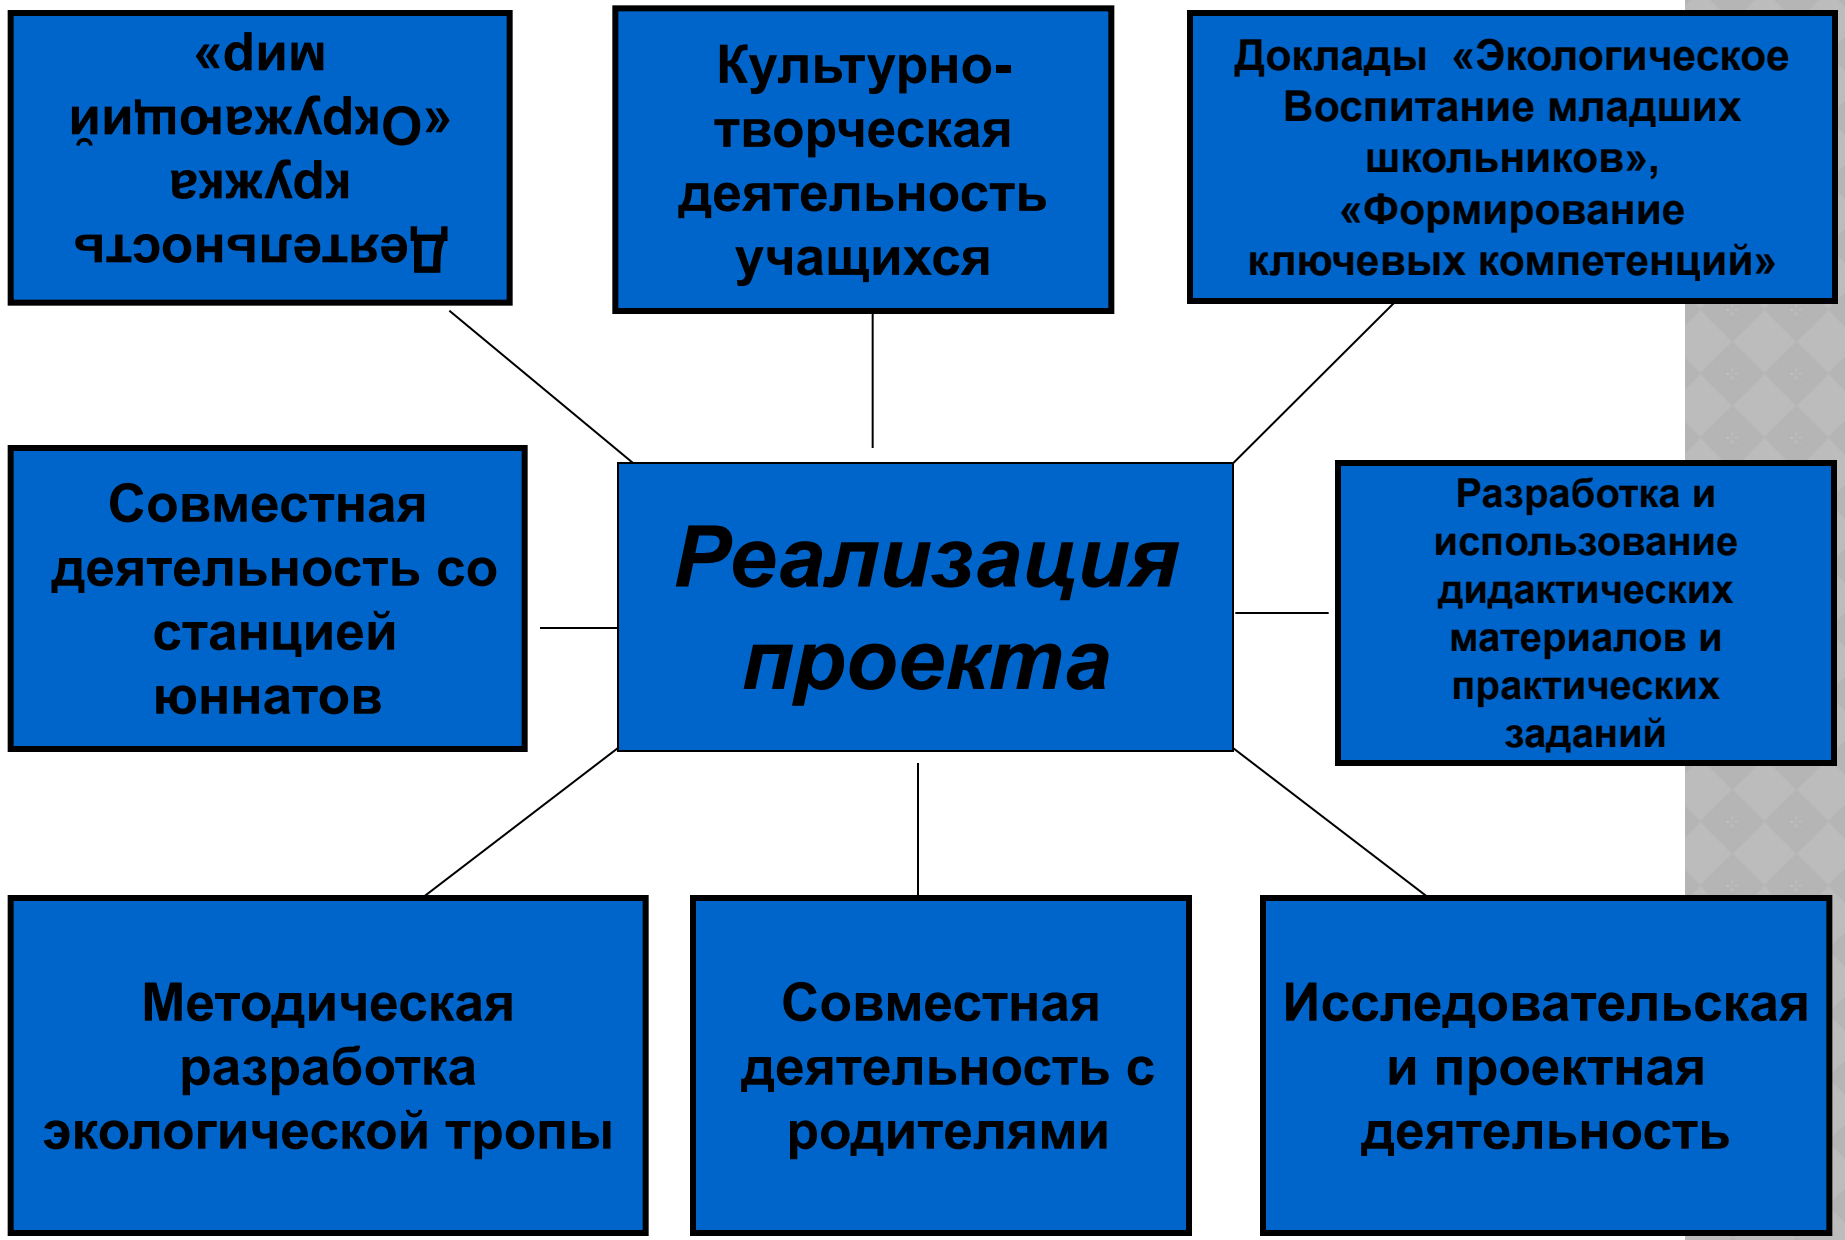 Деятельность
кружка
«Окружающий
мир»
Культурно-
творческая
деятельность
учащихся
Доклады «Экологическое
Воспитание младших
школьников»,
«Формирование
ключевых компетенций»
Совместная
деятельность со
станцией
юннатов
Реализация
проекта
Разработка и
использование
дидактических
материалов и
практических
заданий
Методическая
разработка
экологической тропы
Совместная
деятельность с
родителями
Исследовательская
и проектная
деятельность